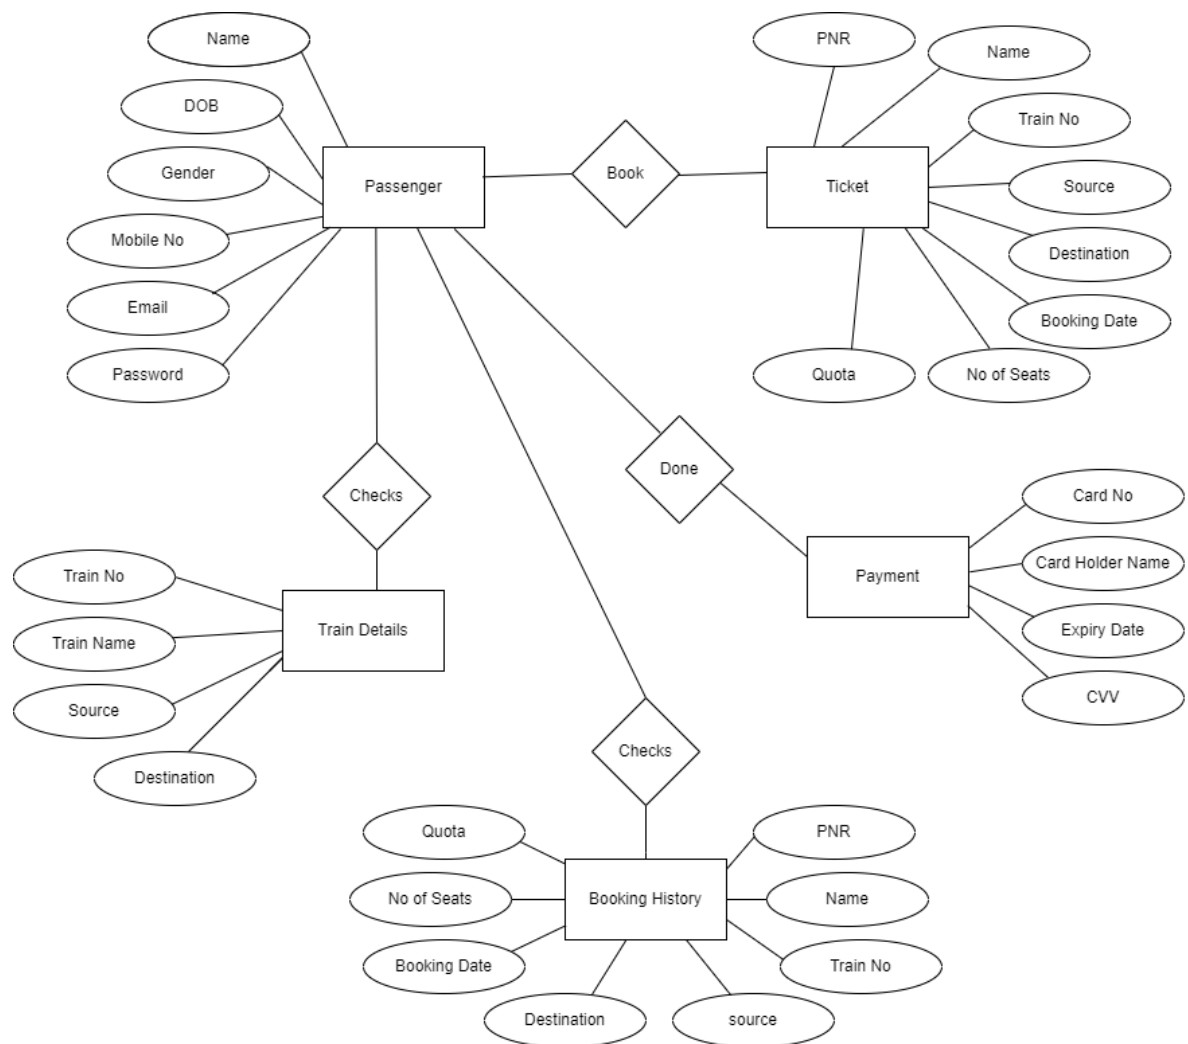 Name
PNR
Name
DOB
Train No
Gender
Passenger
Book
Ticket
Source
Mobile No
Destination
Email
Booking Date
Password
Quota
No of Seats
Checks
Done
Card No
Card Holder Name
Train No
Payment
Train Name
Train Details
Expiry Date
Source
CVV
Destination
Checks
Quota
PNR
No of Seats
Booking History
Name
Booking Date
Train No
Destination
source